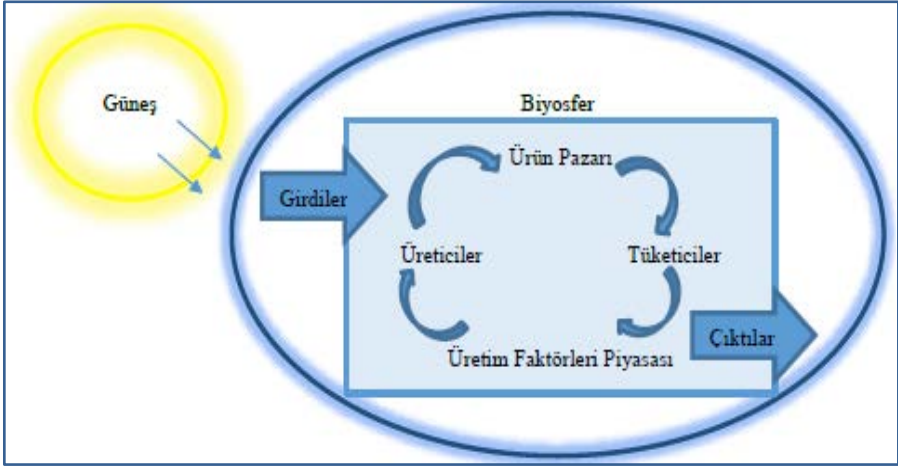 Güneş
Biyosfer
Ürün Pazarı
Girdiler
Üreticiler
Tüketiciler
Çıktılar
Üretim Faktörleri Piyasası